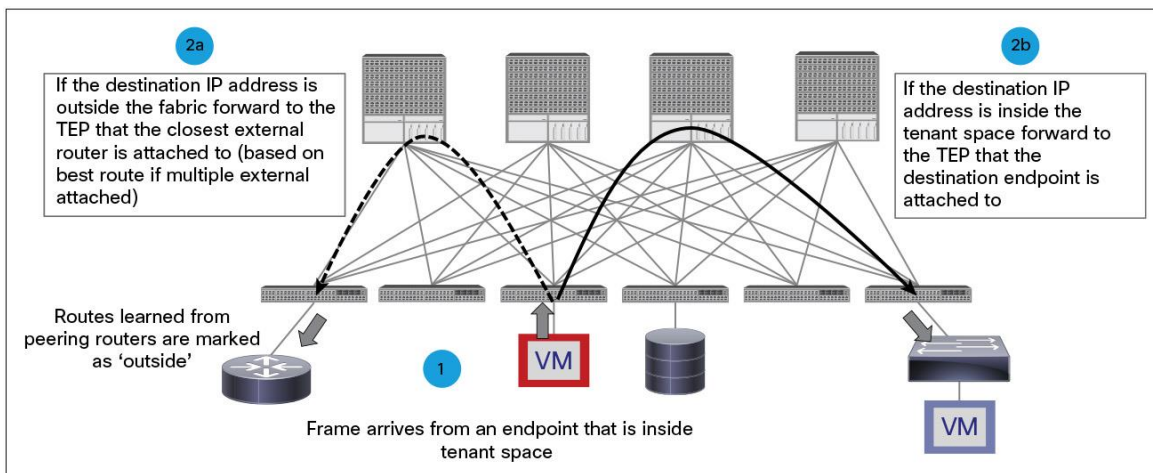 2a
If the destination IP address is
outside the fabric forward to the
TEP that the closest external
router is attached to (based on
best route if multiple external
attached)
2b
If the destination IP
address is inside the
tenant space forward to
the TEP that the
destination endpoint is
attached to
Routes learned from
peering routers are marked
as ‘outside’
1
VM
Frame arrives from an endpoint that is inside
tenant space
VM